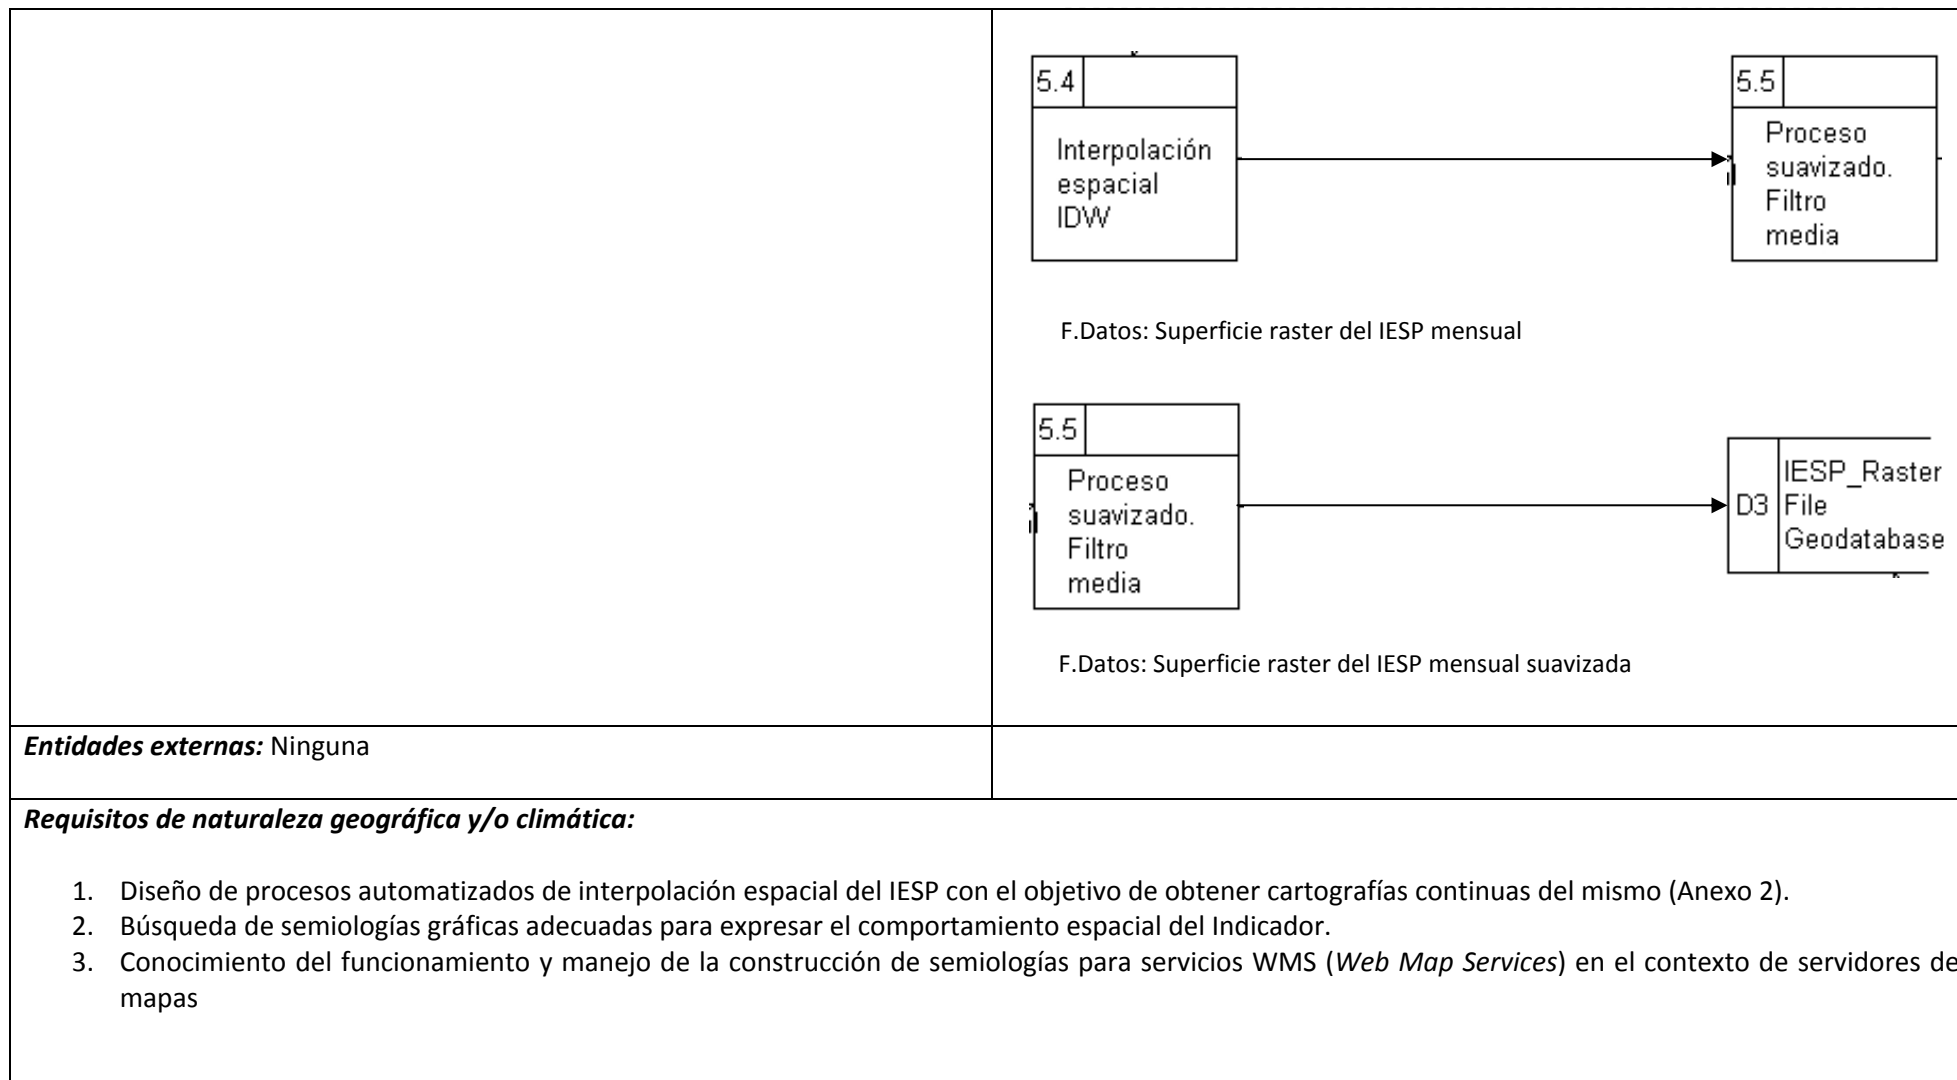 5.4
Interpolación
espacial
IDW
5.5
Proceso
suavizado.
Filtro
media
F.Datos: Superficie raster del IESP mensual
5.5
Proceso
suavizado.
Filtro
media
D3
IESP_Raster
File
Geodatabase
F.Datos: Superficie raster del IESP mensual suavizada
Entidades externas: Ninguna
Requisitos de naturaleza geográfica y/o climática:
1. Diseño de procesos automatizados de interpolación espacial del IESP con el objetivo de obtener cartografías continuas del mismo (Anexo 2).
2. Búsqueda de semiologías gráficas adecuadas para expresar el comportamiento espacial del Indicador.
3. Conocimiento del funcionamiento y manejo de la construcción de semiologías para servicios WMS (Web Map Services) en el contexto de servidores de
mapas